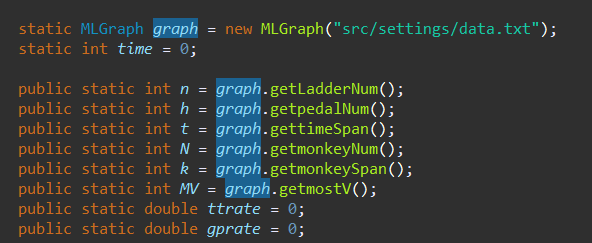 static MLGraph graph = new MLGraph("src/settings/data.txt");
static int time = 0;
public static int n = graph.getLadderNum();
public static int h = graph.getpedalNum();
public static int t = graph.gettimeSpan();
public static int N = graph.getmonkeyNum();
public static int k = graph.getmonkeySpan();
public static int MV = graph.getmostV();
public static double ttrate = 0;
public static double gprate = 0;